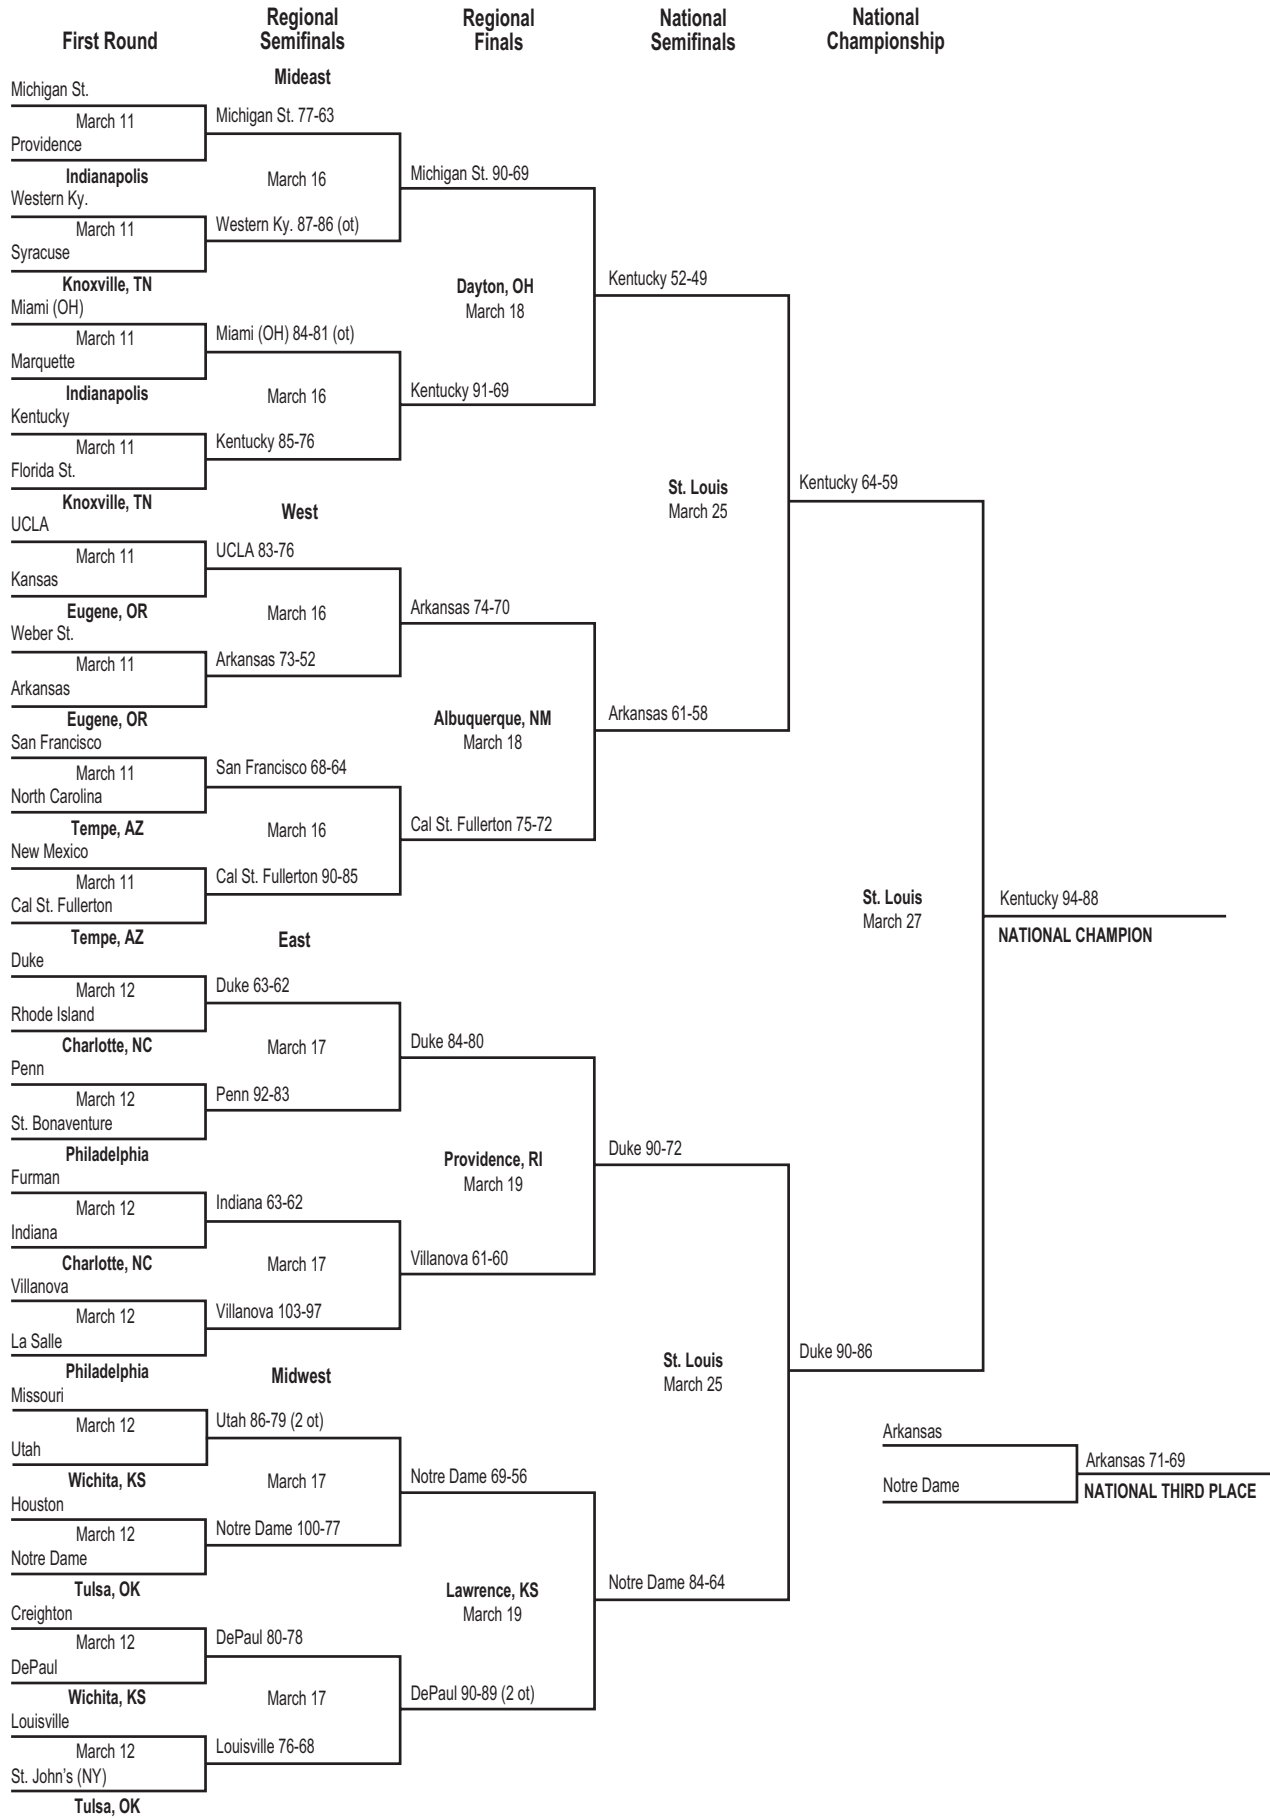 First Round
Regional
Semifinals
Regional
Finals
National
Semifinals
National
Championship
Mideast
Michigan St.
March 11
Providence
Indianapolis
Western Ky.
March 11
Syracuse
Knoxville, TN
Miami (OH)
March 11
Marquette
Indianapolis
Kentucky
March 11
Florida St.
Knoxville, TN
Michigan St. 77-63
March 16
Western Ky. 87-86 (ot)
Miami (OH) 84-81 (ot)
March 16
Kentucky 85-76
Michigan St. 90-69
Dayton, OH
March 18
Kentucky 91-69
Kentucky 52-49
West
UCLA
March 11
Kansas
Eugene, OR
Weber St.
March 11
Arkansas
Eugene, OR
San Francisco
March 11
North Carolina
Tempe, AZ
New Mexico
March 11
Cal St. Fullerton
Tempe, AZ
UCLA 83-76
March 16
Arkansas 73-52
San Francisco 68-64
March 16
Cal St. Fullerton 90-85
Arkansas 74-70
Albuquerque, NM
March 18
Cal St. Fullerton 75-72
Arkansas 61-58
St. Louis
March 25
Kentucky 64-59
East
Duke
March 12
Rhode Island
Charlotte, NC
Penn
March 12
St. Bonaventure
Philadelphia
Furman
March 12
Indiana
Charlotte, NC
Villanova
March 12
La Salle
Philadelphia
Duke 63-62
March 17
Penn 92-83
Indiana 63-62
March 17
Villanova 103-97
Duke 84-80
Providence, RI
March 19
Villanova 61-60
Duke 90-72
Midwest
Missouri
March 12
Utah
Wichita, KS
Houston
March 12
Notre Dame
Tulsa, OK
Creighton
March 12
DePaul
Wichita, KS
Louisville
March 12
St. John's (NY)
Tulsa, OK
Utah 86-79 (2 ot)
March 17
Notre Dame 100-77
DePaul 80-78
March 17
Louisville 76-68
Notre Dame 69-56
Lawrence, KS
March 19
DePaul 90-89 (2 ot)
Notre Dame 84-64
St. Louis
March 25
Duke 90-86
St. Louis
March 27
Kentucky 94-88
NATIONAL CHAMPION
Arkansas
Notre Dame
Arkansas 71-69
NATIONAL THIRD PLACE